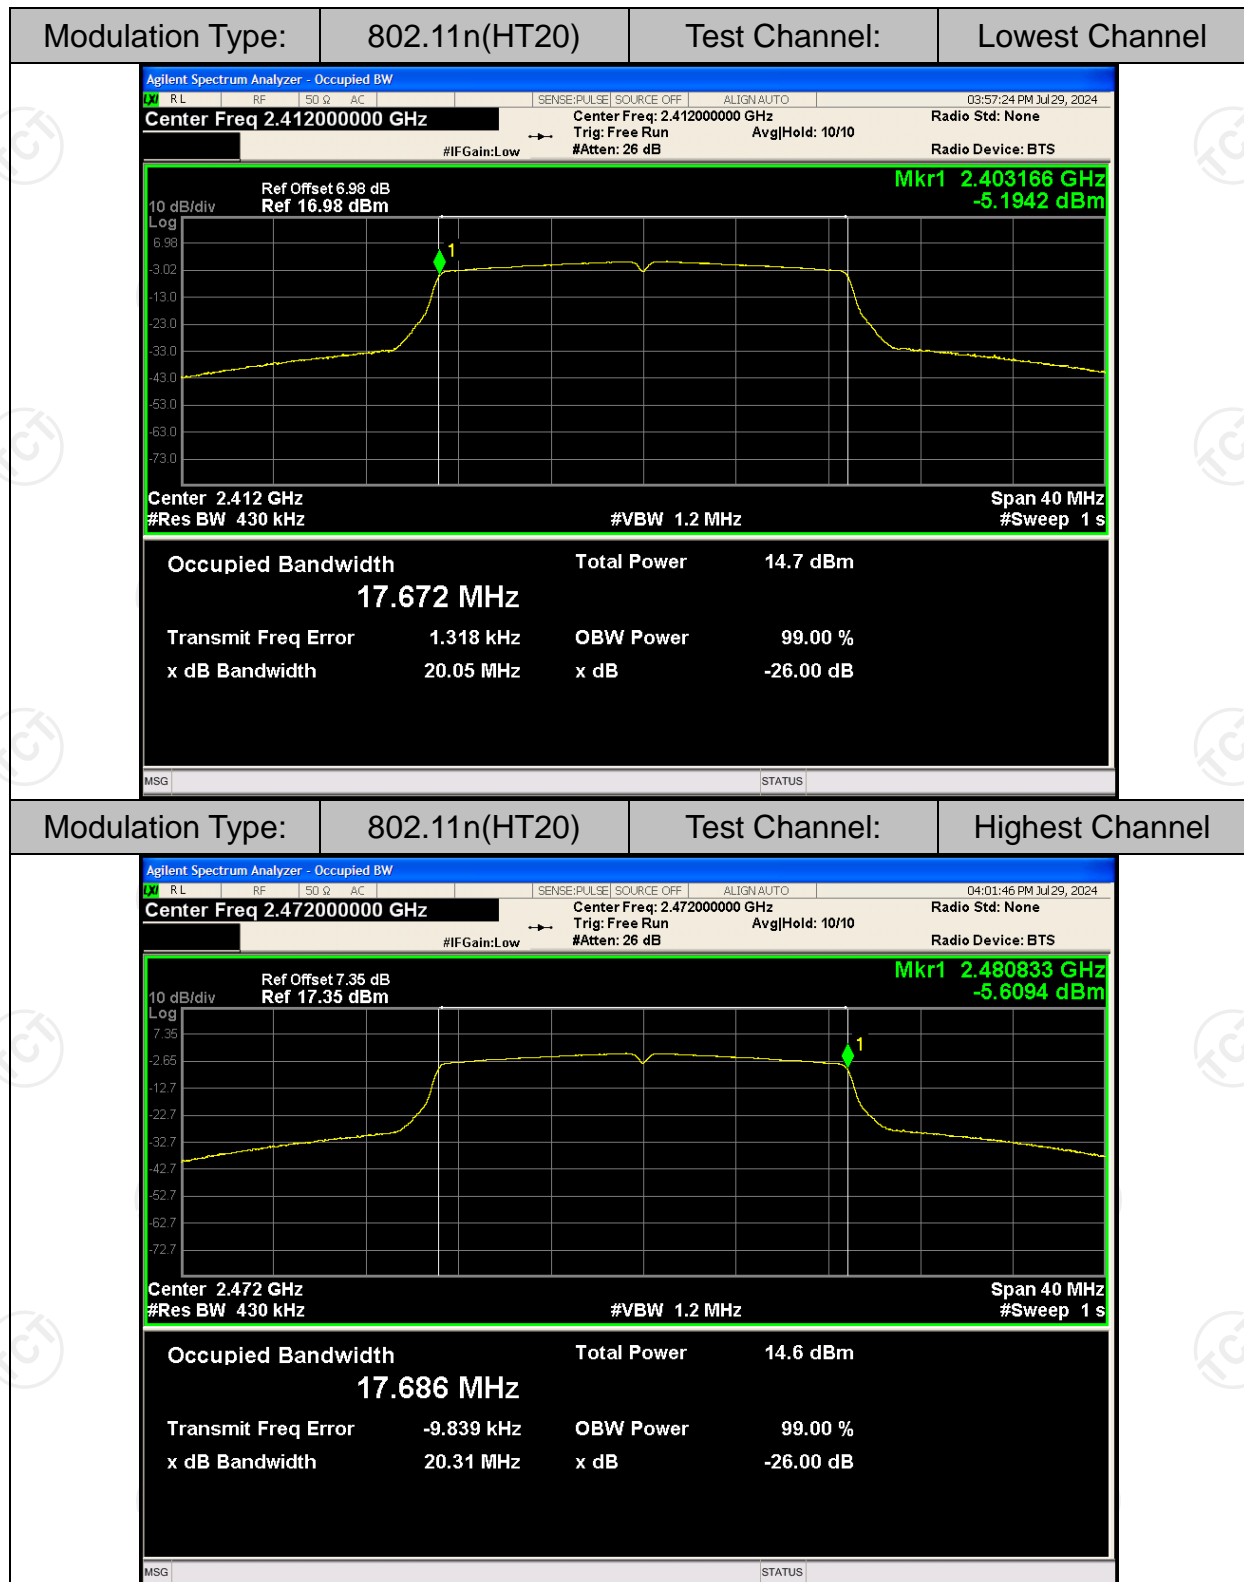 Modulation Type: 802.11n(HT20) Test Channel: Lowest Channel
Agilent Spectrum Analyzer - Occupied BW
LXI RL RF 50 Ω AC SENSE:PULSE SOURCE OFF ALIGN AUTO 03:57:24 PM Jul 29, 2024
Center Freq 2.412000000 GHz Center Freq: 2.412000000 GHz Radio Std: None
Trig: Free Run Avg|Hold: 10/10
#IFGain:Low #Atten: 26 dB Radio Device: BTS
Mkr1 2.403166 GHz
Ref Offset 6.98 dB
10 dB/div Ref 16.98 dBm -5.1942 dBm
Log
6.98
1
-3.02
-13.0
-23.0
-33.0
-43.0
-53.0
-63.0
-73.0
Center 2.412 GHz Span 40 MHz
#Res BW 430 kHz #VBW 1.2 MHz #Sweep 1 s
Occupied Bandwidth Total Power 14.7 dBm
17.672 MHz
Transmit Freq Error 1.318 kHz OBW Power 99.00 %
x dB Bandwidth 20.05 MHz x dB -26.00 dB
MSG STATUS
Modulation Type: 802.11n(HT20) Test Channel: Highest Channel
Agilent Spectrum Analyzer - Occupied BW
LXI RL RF 50 Ω AC SENSE:PULSE SOURCE OFF ALIGN AUTO 04:01:46 PM Jul 29, 2024
Center Freq 2.472000000 GHz Center Freq: 2.472000000 GHz Radio Std: None
Trig: Free Run Avg|Hold: 10/10
#IFGain:Low #Atten: 26 dB Radio Device: BTS
Mkr1 2.480833 GHz
Ref Offset 7.35 dB
10 dB/div Ref 17.35 dBm -5.6094 dBm
Log
7.35
1
-2.65
-12.7
-22.7
-32.7
-42.7
-52.7
-62.7
-72.7
Center 2.472 GHz Span 40 MHz
#Res BW 430 kHz #VBW 1.2 MHz #Sweep 1 s
Occupied Bandwidth Total Power 14.6 dBm
17.686 MHz
Transmit Freq Error -9.839 kHz OBW Power 99.00 %
x dB Bandwidth 20.31 MHz x dB -26.00 dB
MSG STATUS